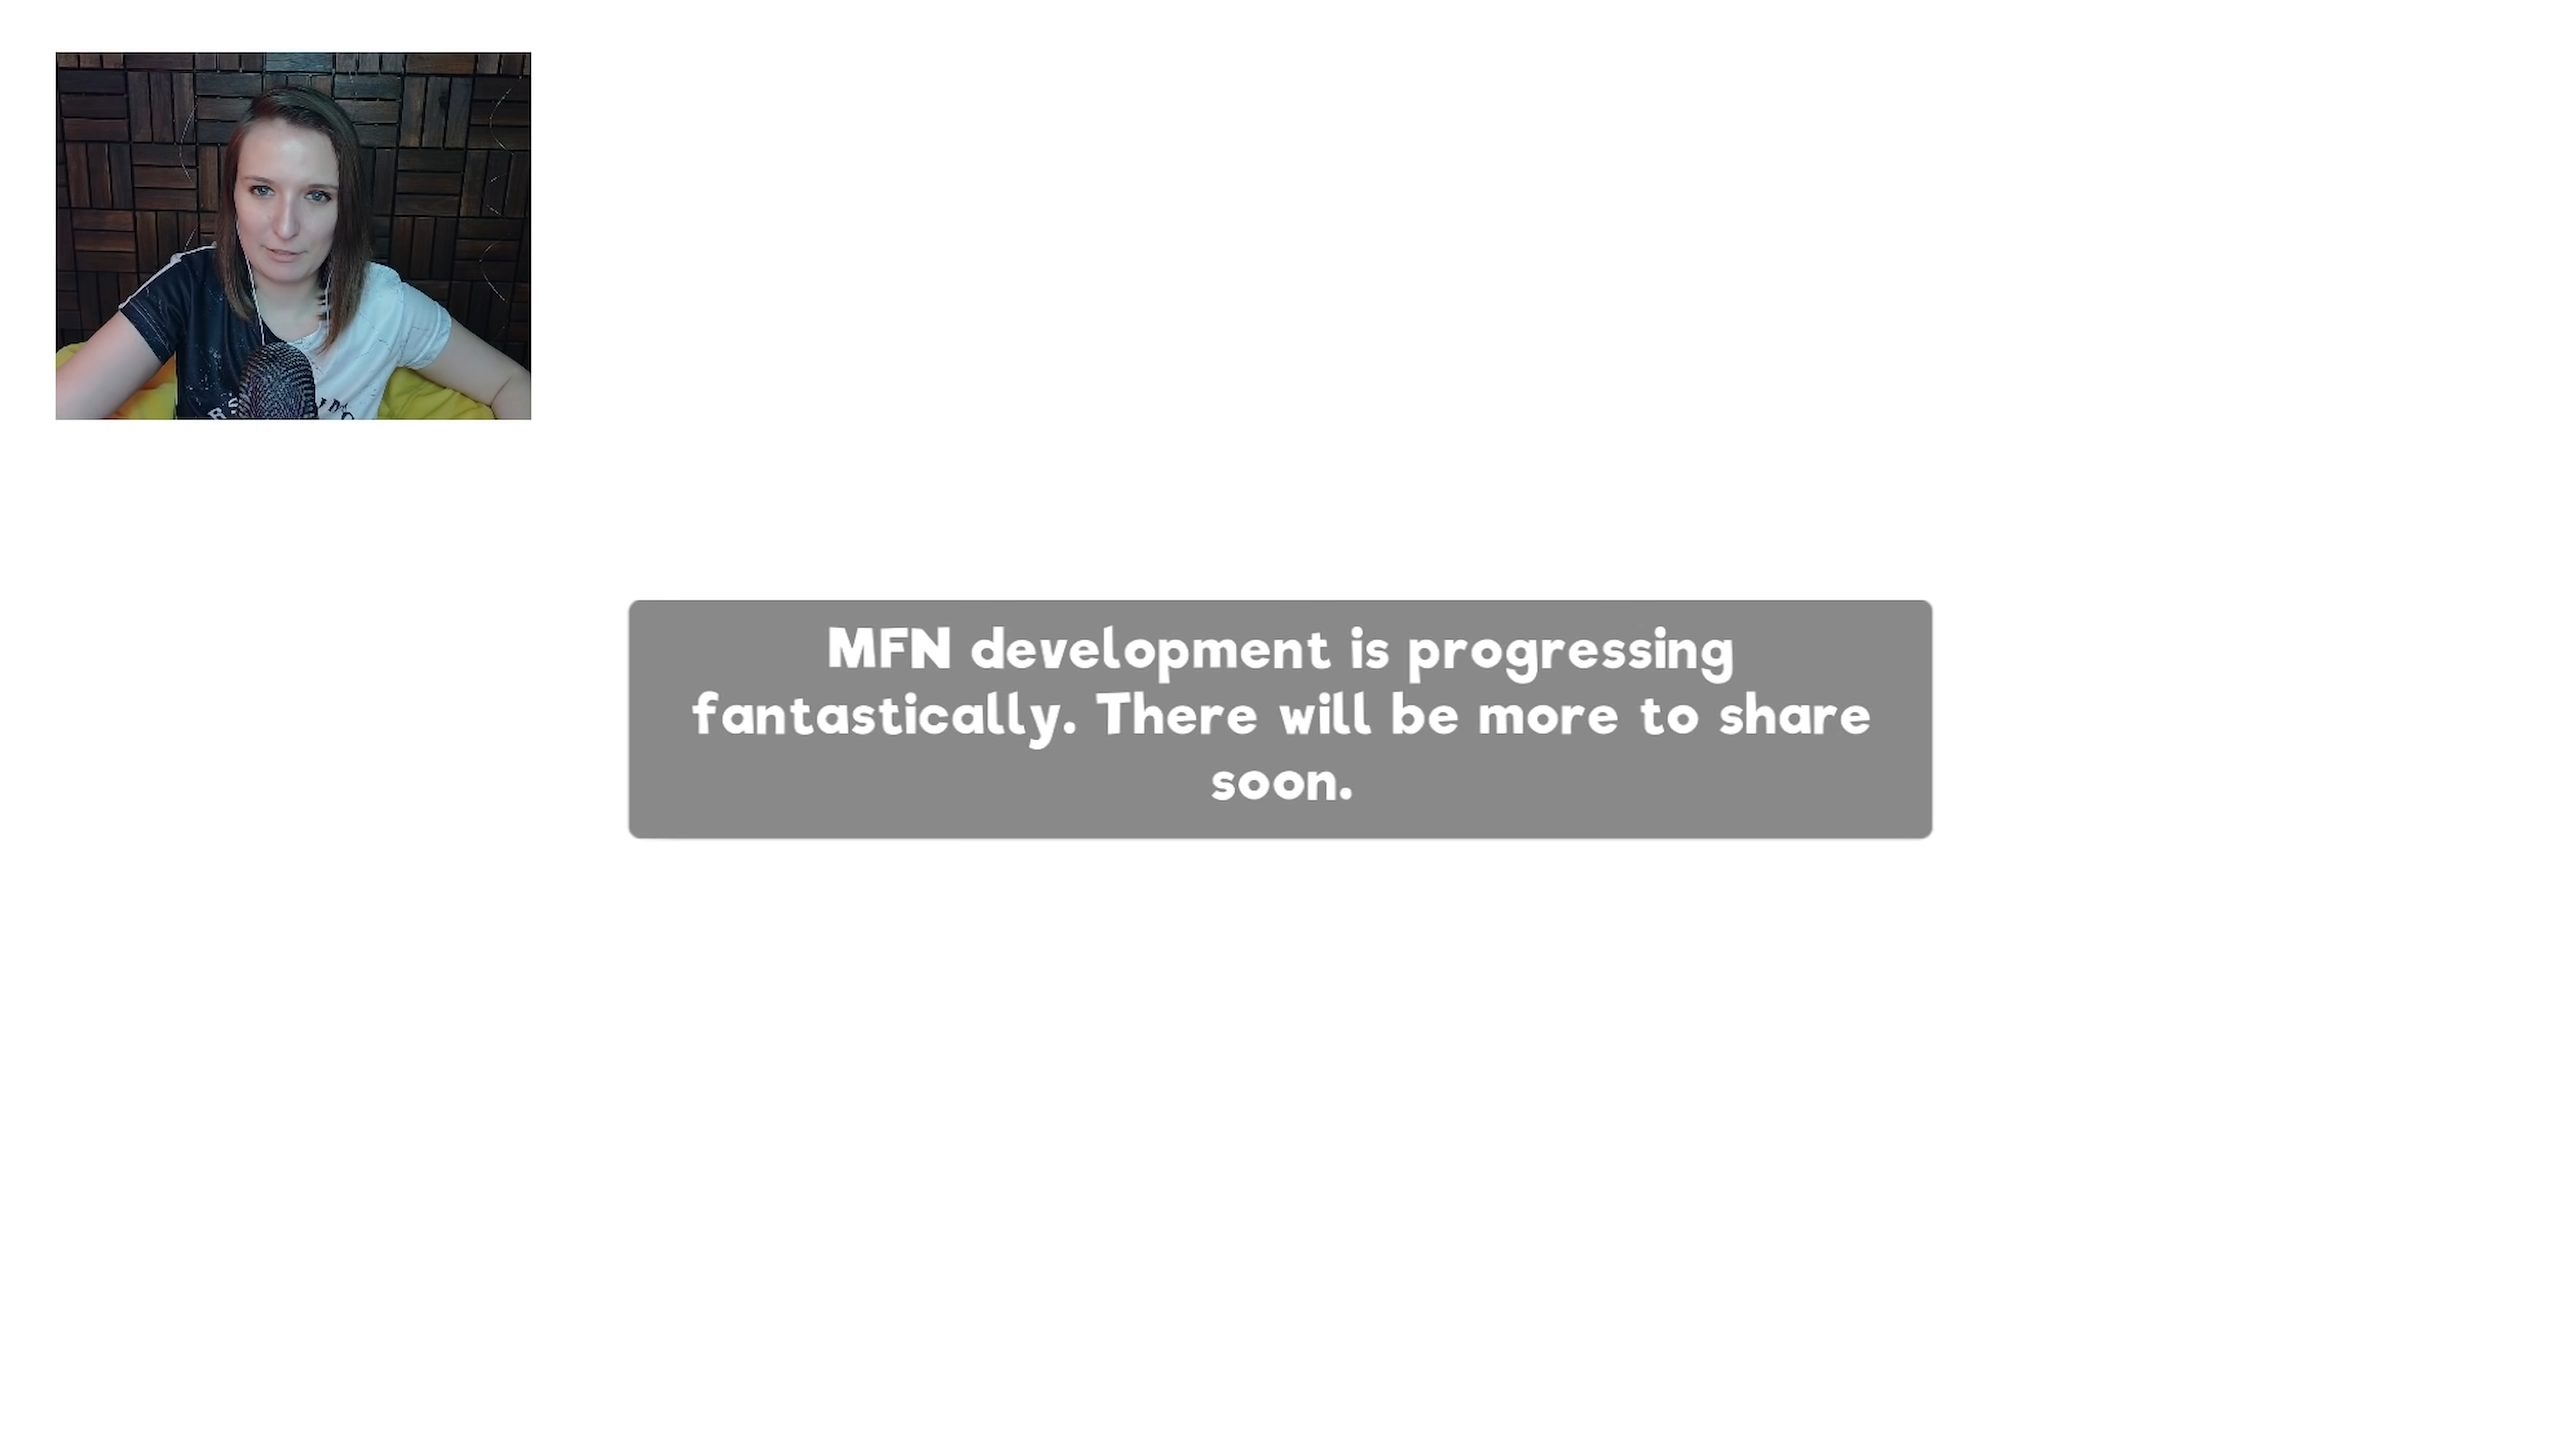 MFN development is progressing
fantastically. There will be more to share
soon.